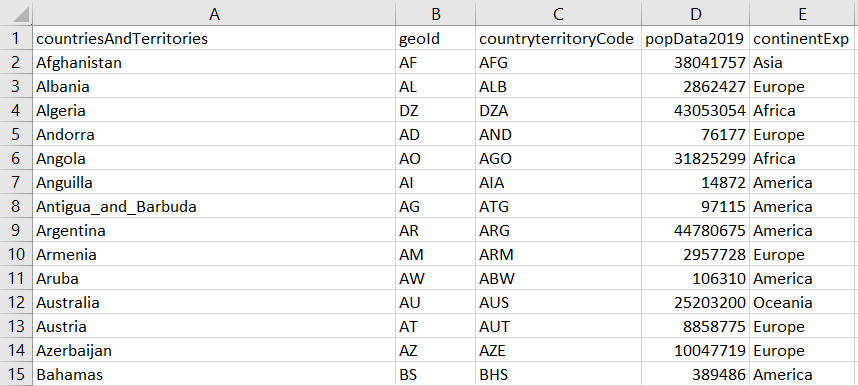 A B C D E
1 countriesAndTerritories geoId countryterritoryCode popData2019 continentExp
2 Afghanistan AF AFG 38041757 Asia
3 Albania AL ALB 2862427 Europe
4 Algeria DZ DZA 43053054 Africa
5 Andorra AD AND 76177 Europe
6 Angola AO AGO 31825299 Africa
7 Anguilla AI AIA 14872 America
8 Antigua_and_Barbuda AG ATG 97115 America
9 Argentina AR ARG 44780675 America
10 Armenia AM ARM 2957728 Europe
11 Aruba AW ABW 106310 America
12 Australia AU AUS 25203200 Oceania
13 Austria AT AUT 8858775 Europe
14 Azerbaijan AZ AZE 10047719 Europe
15 Bahamas BS BHS 389486 America